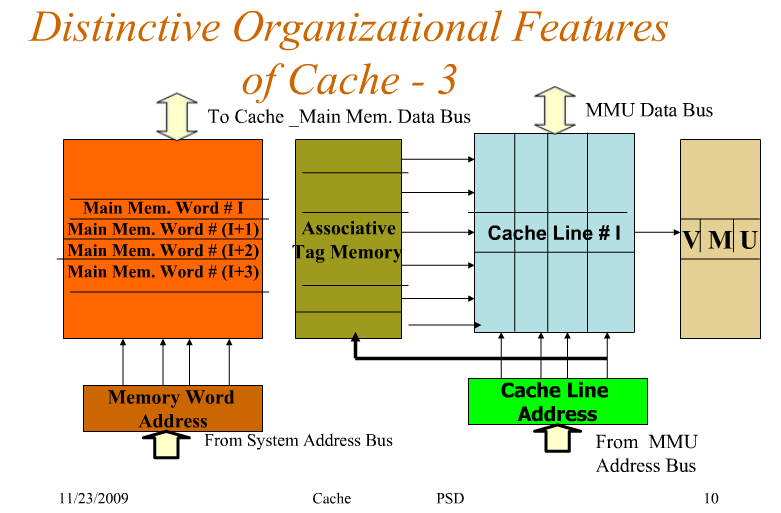 Distinctive Organizational Features
of Cache - 3
To Cache _Main Mem. Data Bus
MMU Data Bus
Main Mem. Word # I
Main Mem. Word # (I+1)
Main Mem. Word # (I+2)
Main Mem. Word # (I+3)
Associative
Tag Memory
Cache Line # I
V M U
Memory Word
Address
From System Address Bus
Cache Line
Address
From MMU
Address Bus
11/23/2009 Cache PSD 10